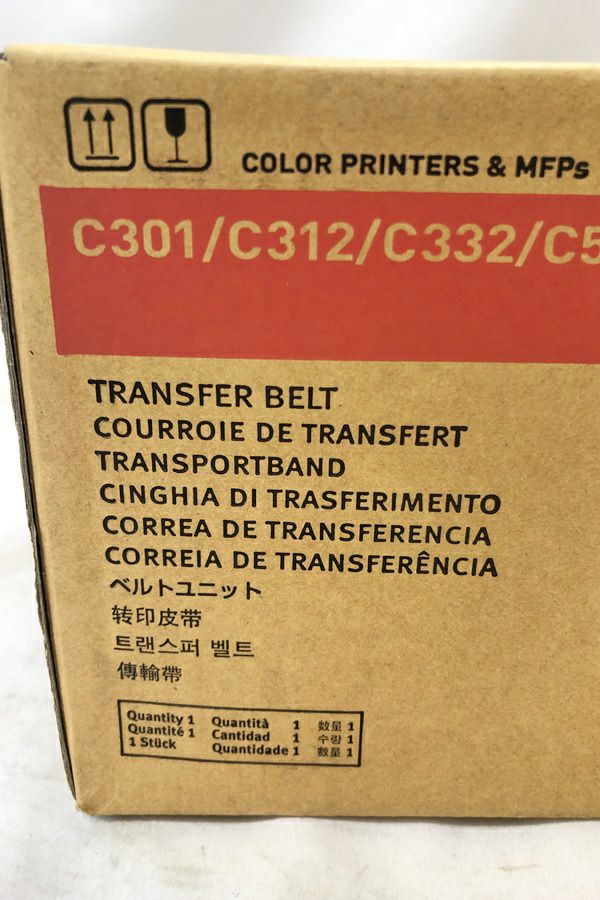 COLOR PRINTERS & MFPs
C301/C312/C332/C5
TRANSFER BELT
COURROIE DE TRANSFERT
TRANSPORTBAND
CINGHIA DI TRASFERIMENTO
CORREA DE TRANSFERENCIA
CORREIA DE TRANSFERÊNCIA
ベルトユニット
转印皮带
트랜스퍼 벨트
傳輸帶
Quantity 1 Quantità 1 数量 1
Quantité 1 Cantidad 1 수량 1
1 Stück Quantidade 1 數量 1